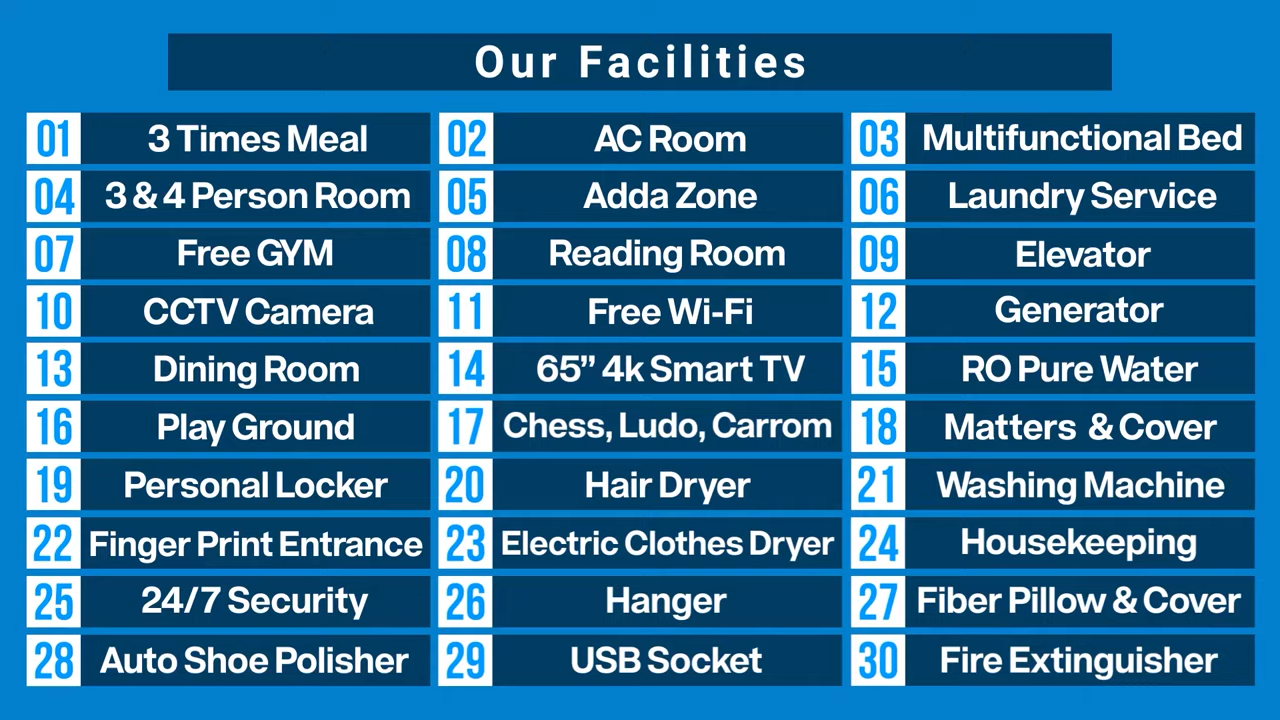 Our Facilities
01 3 Times Meal
02 AC Room
03 Multifunctional Bed
04 3 & 4 Person Room
05 Adda Zone
06 Laundry Service
07 Free GYM
08 Reading Room
09 Elevator
10 CCTV Camera
11 Free Wi-Fi
12 Generator
13 Dining Room
14 65” 4k Smart TV
15 RO Pure Water
16 Play Ground
17 Chess, Ludo, Carrom
18 Matters & Cover
19 Personal Locker
20 Hair Dryer
21 Washing Machine
22 Finger Print Entrance
23 Electric Clothes Dryer
24 Housekeeping
25 24/7 Security
26 Hanger
27 Fiber Pillow & Cover
28 Auto Shoe Polisher
29 USB Socket
30 Fire Extinguisher